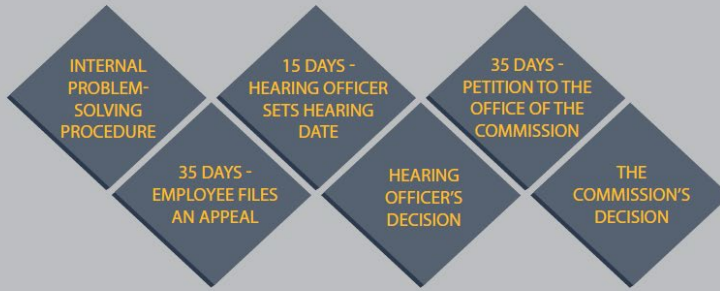 INTERNAL
PROBLEM-
SOLVING
PROCEDURE
35 DAYS -
EMPLOYEE FILES
AN APPEAL
15 DAYS -
HEARING OFFICER
SETS HEARING
DATE
HEARING
OFFICER'S
DECISION
35 DAYS -
PETITION TO THE
OFFICE OF THE
COMMISSION
THE
COMMISSION'S
DECISION